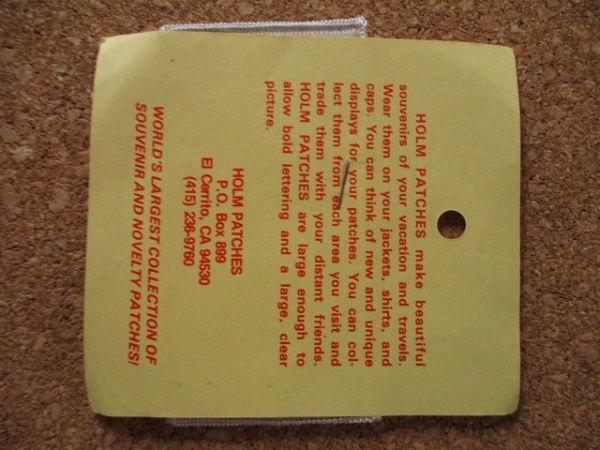 HOLM PATCHES make beautiful
souvenirs of your vacation and travels.
Wear them on your jackets, shirts, and
caps. You can think of new and unique
displays for your patches. You can col-
lect them from each area you visit and
trade them with your distant friends.
HOLM PATCHES are large enough to
allow bold lettering and a large, clear
picture.
HOLM PATCHES
P.O. Box 899
El Cerrito, CA 94530
(415) 236-9760
WORLD'S LARGEST COLLECTION OF
SOUVENIR AND NOVELTY PATCHES!